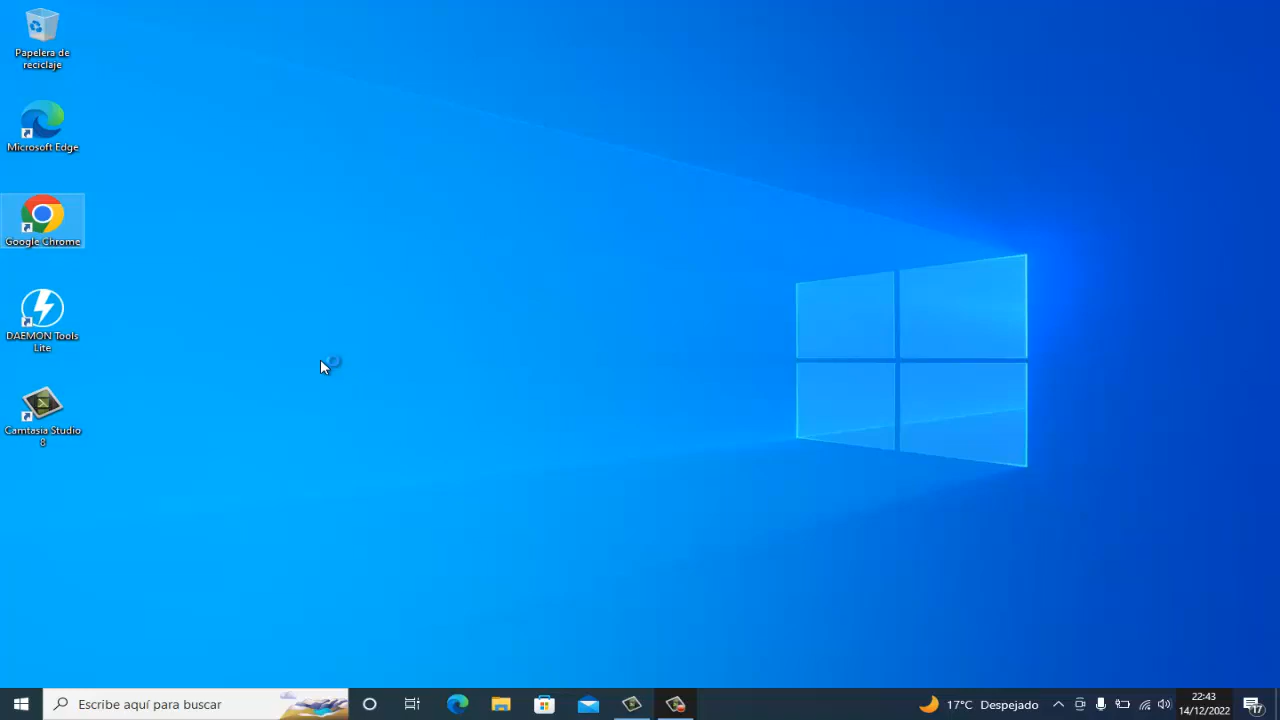 Papelera de
reciclaje
Microsoft Edge
Google Chrome
DAEMON Tools
Lite
Camtasia Studio
8
Escribe aquí para buscar
17°C Despejado
22:43
14/12/2022
17